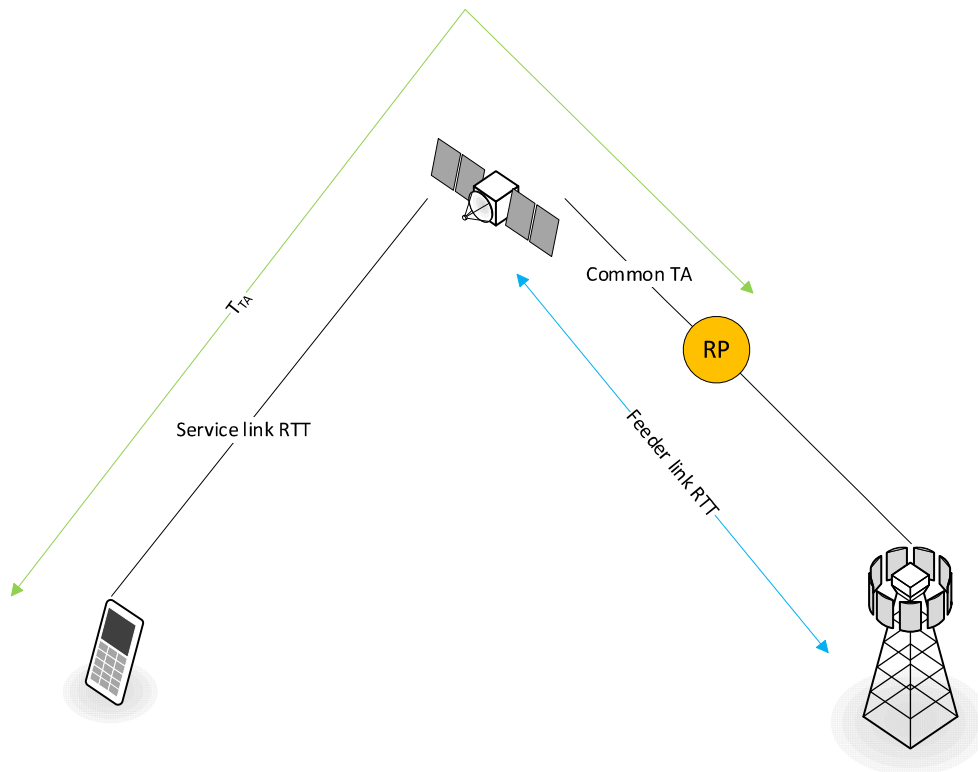 T_TA
Common TA
RP
Service link RTT
Feeder link RTT